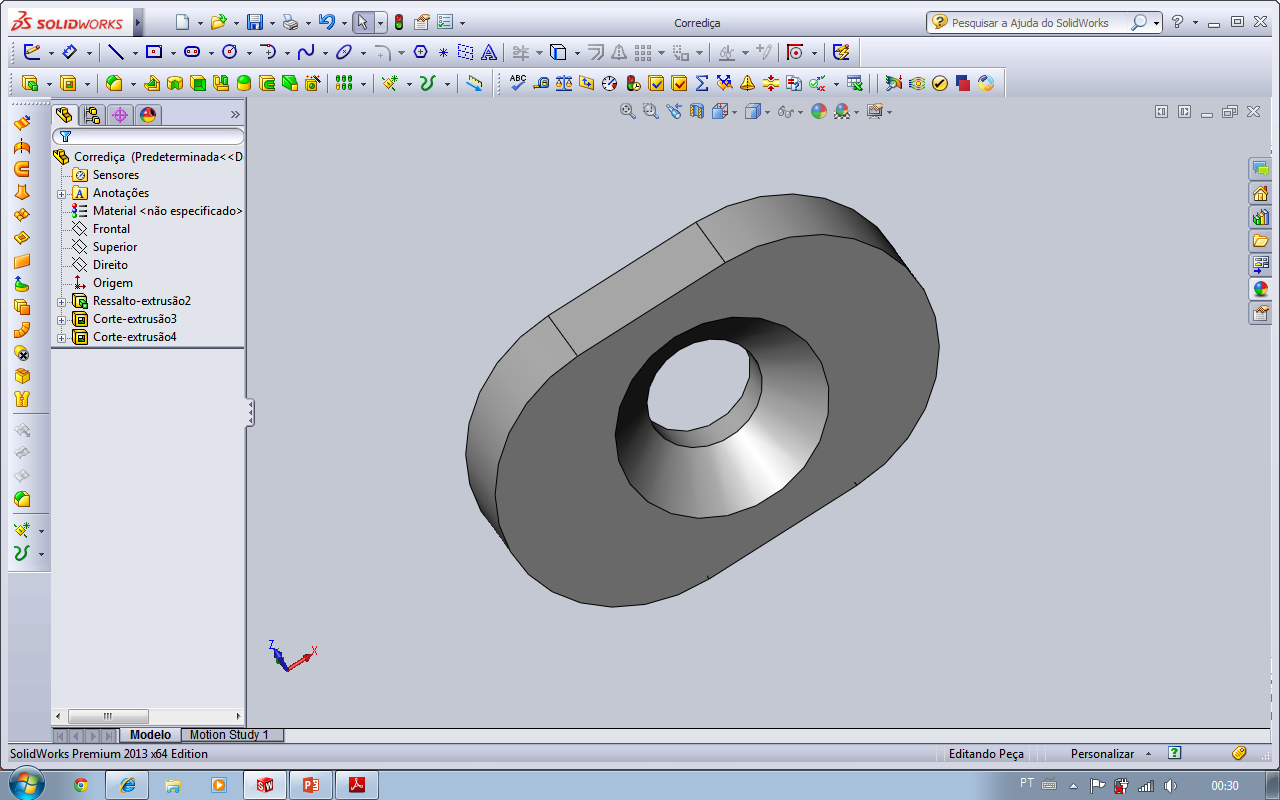 SOLIDWORKS
Corrediça
Pesquisar a Ajuda do SolidWorks
ABC
Corrediça (Predeterminada<<D
Sensores
Anotações
Material <não especificado>
Frontal
Superior
Direito
Origem
Ressalto-extrusão2
Corte-extrusão3
Corte-extrusão4
Z
X
Modelo
Motion Study 1
SolidWorks Premium 2013 x64 Edition
Editando Peça
Personalizar
PT
00:30